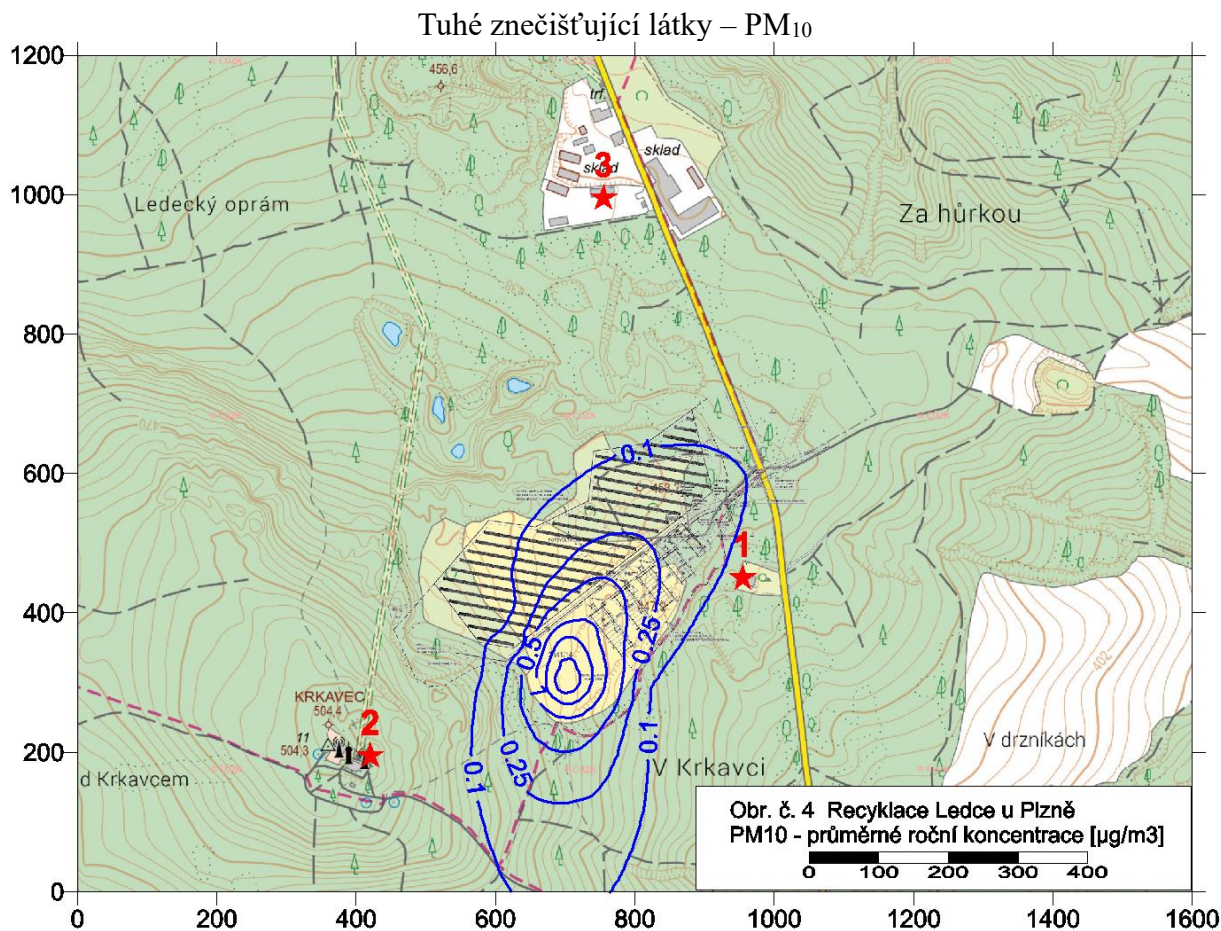 Tuhé znečišťující látky – PM10
1200
1000
800
600
400
200
0
0
200
400
600
800
1000
1200
1400
1600
456,6
trf
sklad
sklad
3
Ledecký oprám
Za hůrkou
C
C
0.1
1
0.25
0.5
1
KRKAVEC
504,4
2
11
504,3
d Krkavcem
0.1
0.25
0.1
V Krkavci
402
V drzníkách
Obr. č. 4 Recyklace Ledce u Plzně
PM10 - průměrné roční koncentrace [µg/m3]
0 100 200 300 400